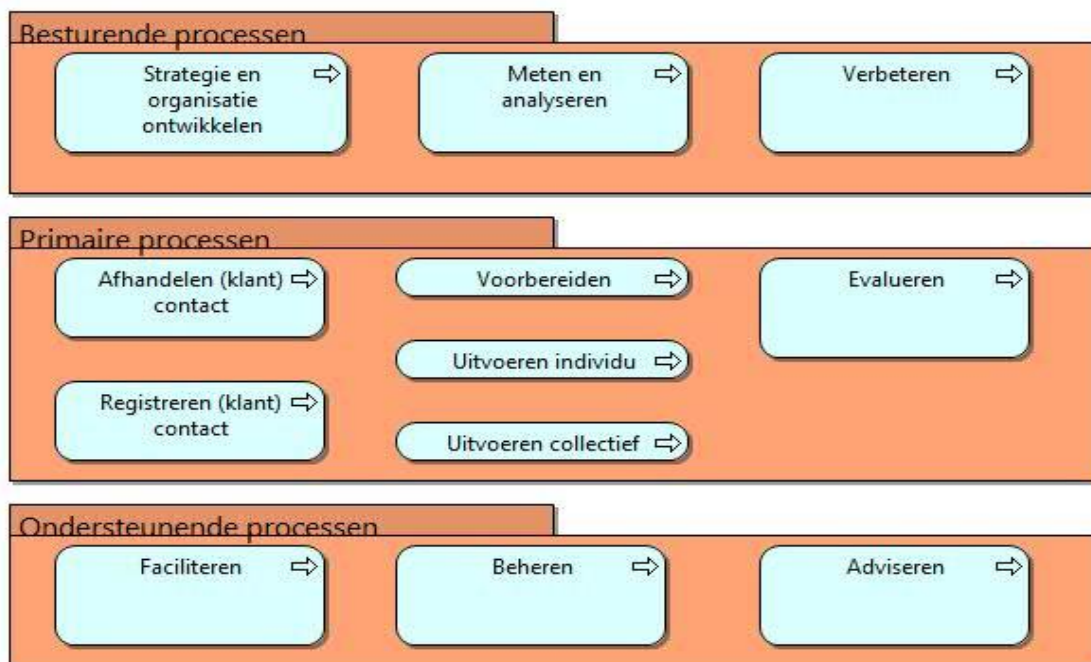 Besturende processen
Strategie en
organisatie
ontwikkelen
Meten en
analyseren
Verbeteren
Primaire processen
Afhandelen (klant)
contact
Voorbereiden
Evalueren
Uitvoeren individu
Registreren (klant)
contact
Uitvoeren collectief
Ondersteunende processen
Faciliteren
Beheren
Adviseren